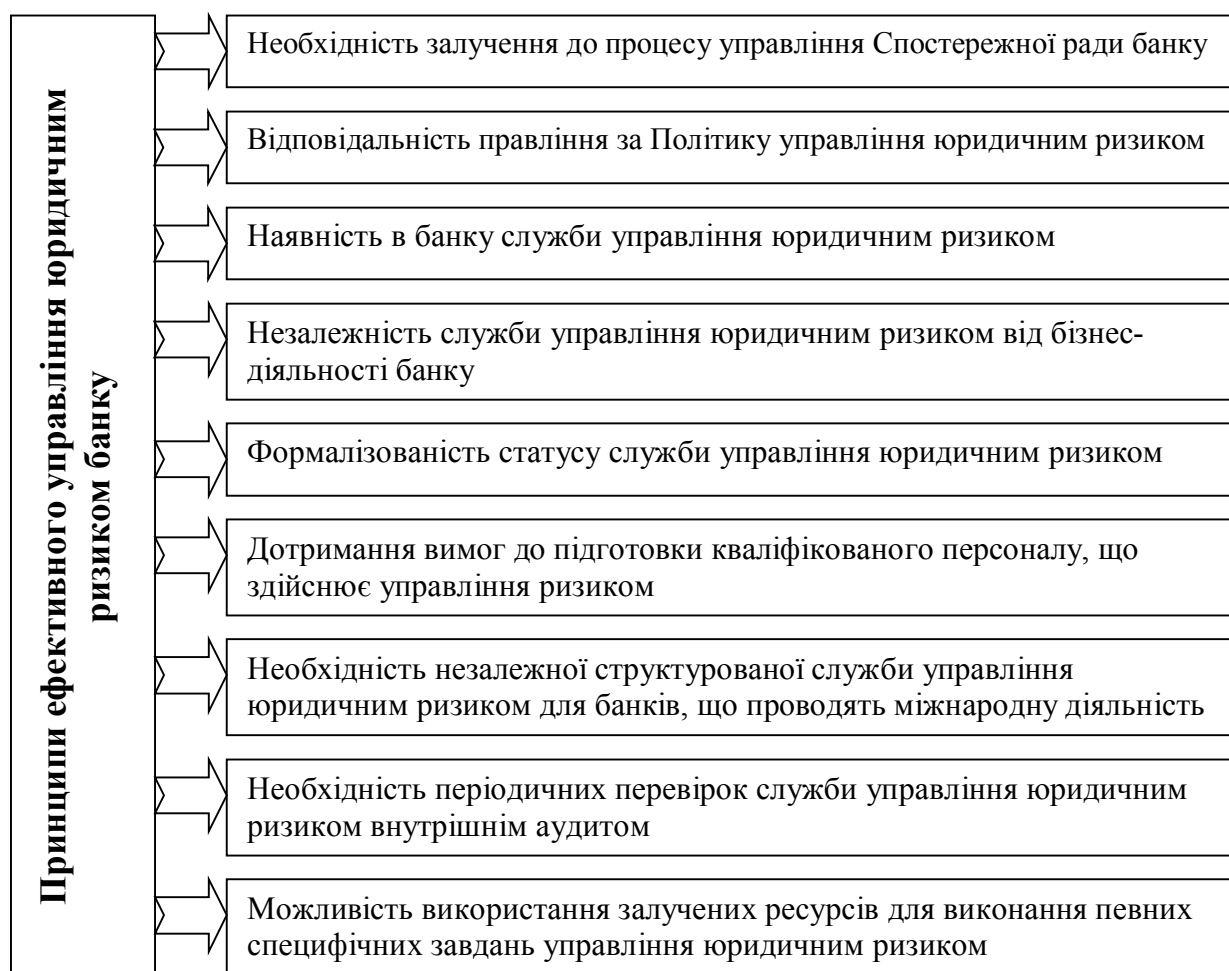 Принципи ефективного управління юридичним
ризиком банку
Необхідність залучення до процесу управління Спостережної ради банку
Відповідальність правління за Політику управління юридичним ризиком
Наявність в банку служби управління юридичним ризиком
Незалежність служби управління юридичним ризиком від бізнес-
діяльності банку
Формалізованість статусу служби управління юридичним ризиком
Дотримання вимог до підготовки кваліфікованого персоналу, що
здійснює управління ризиком
Необхідність незалежної структурованої служби управління
юридичним ризиком для банків, що проводять міжнародну діяльність
Необхідність періодичних перевірок служби управління юридичним
ризиком внутрішнім аудитом
Можливість використання залучених ресурсів для виконання певних
специфічних завдань управління юридичним ризиком